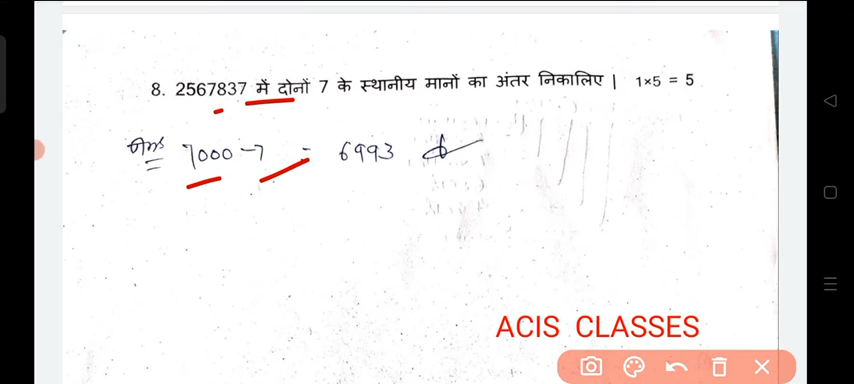 8. 2567837 में दोनों 7 के स्थानीय मानों का अंतर निकालिए | 1×5 = 5
Ans 7000 - 7 = 6993
ACIS CLASSES